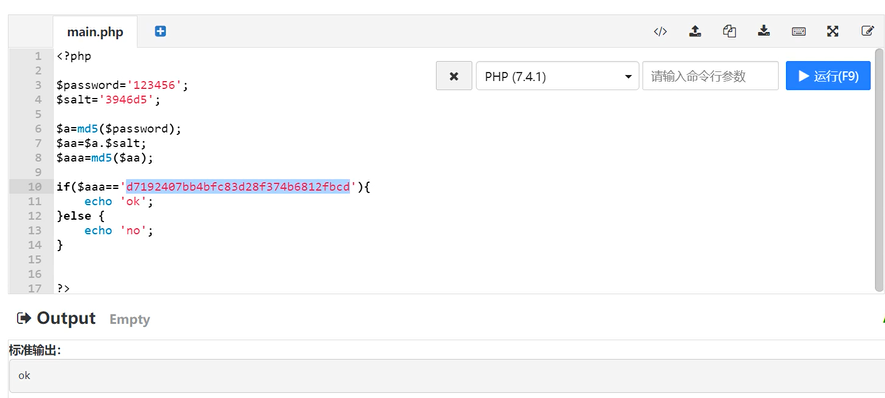 main.php
PHP (7.4.1) 请输入命令行参数 运行(F9)
1 <?php
2
3 $password='123456';
4 $salt='3946d5';
5
6 $a=md5($password);
7 $aa=$a.$salt;
8 $aaa=md5($aa);
9
10 if($aaa=='d7192407bb4bfc83d28f374b6812fbcd'){
11 echo 'ok';
12 }else {
13 echo 'no';
14 }
15
16
17 ?>
Output Empty
标准输出:
ok